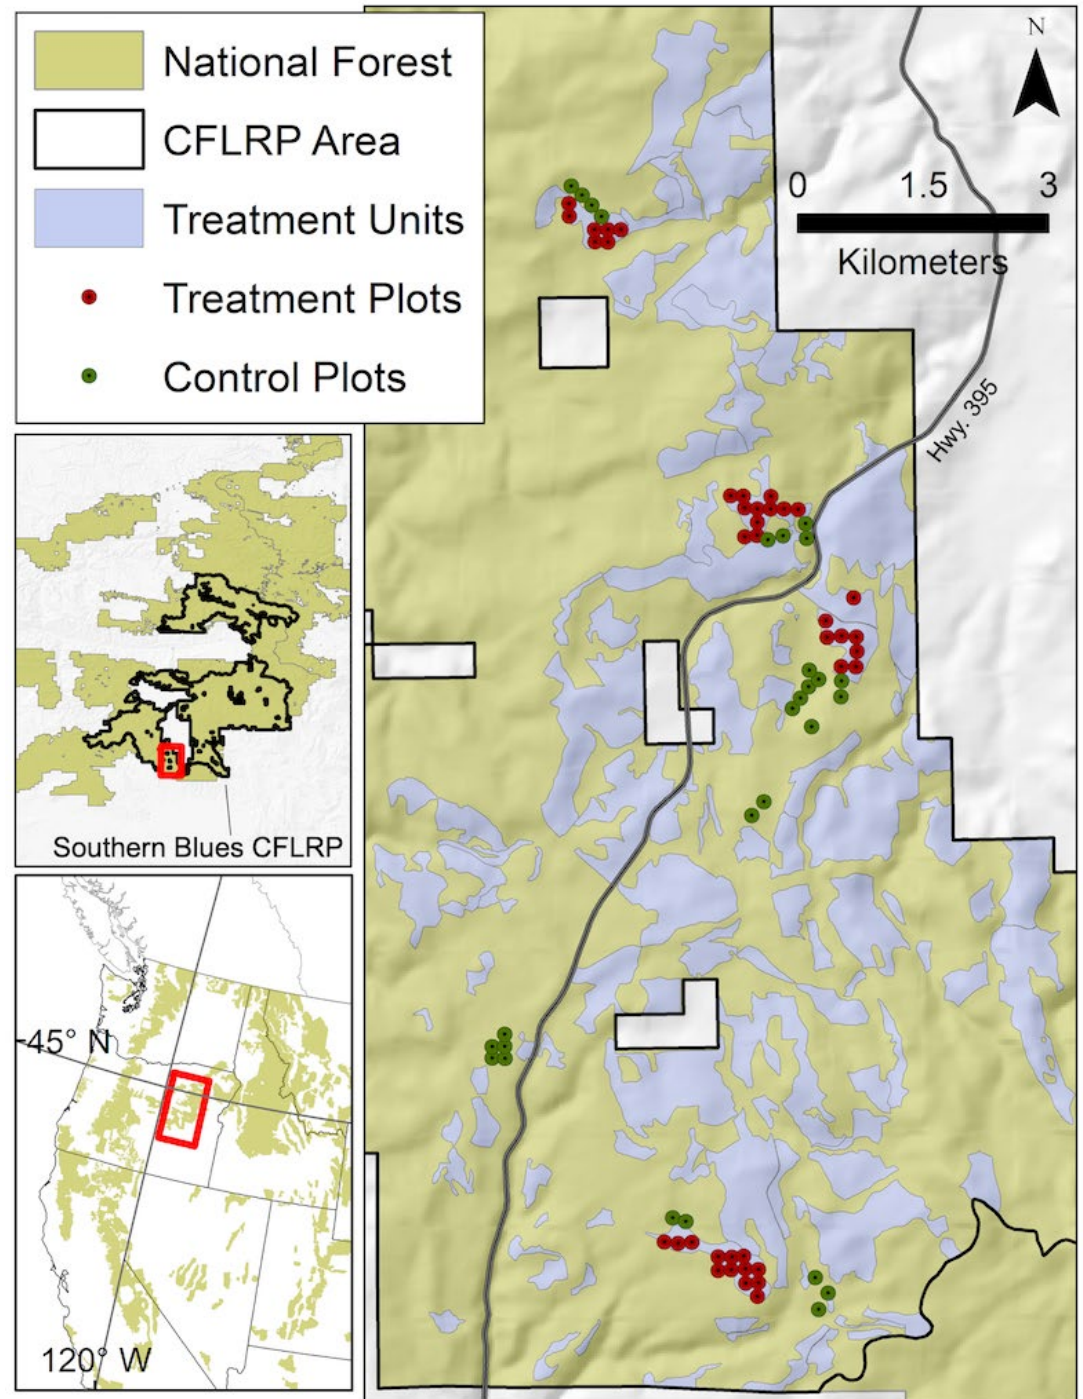 National Forest
CFLRP Area
Treatment Units
Treatment Plots
Control Plots
N
0 1.5 3
Kilometers
Hwy. 395
Southern Blues CFLRP
45° N
120° W